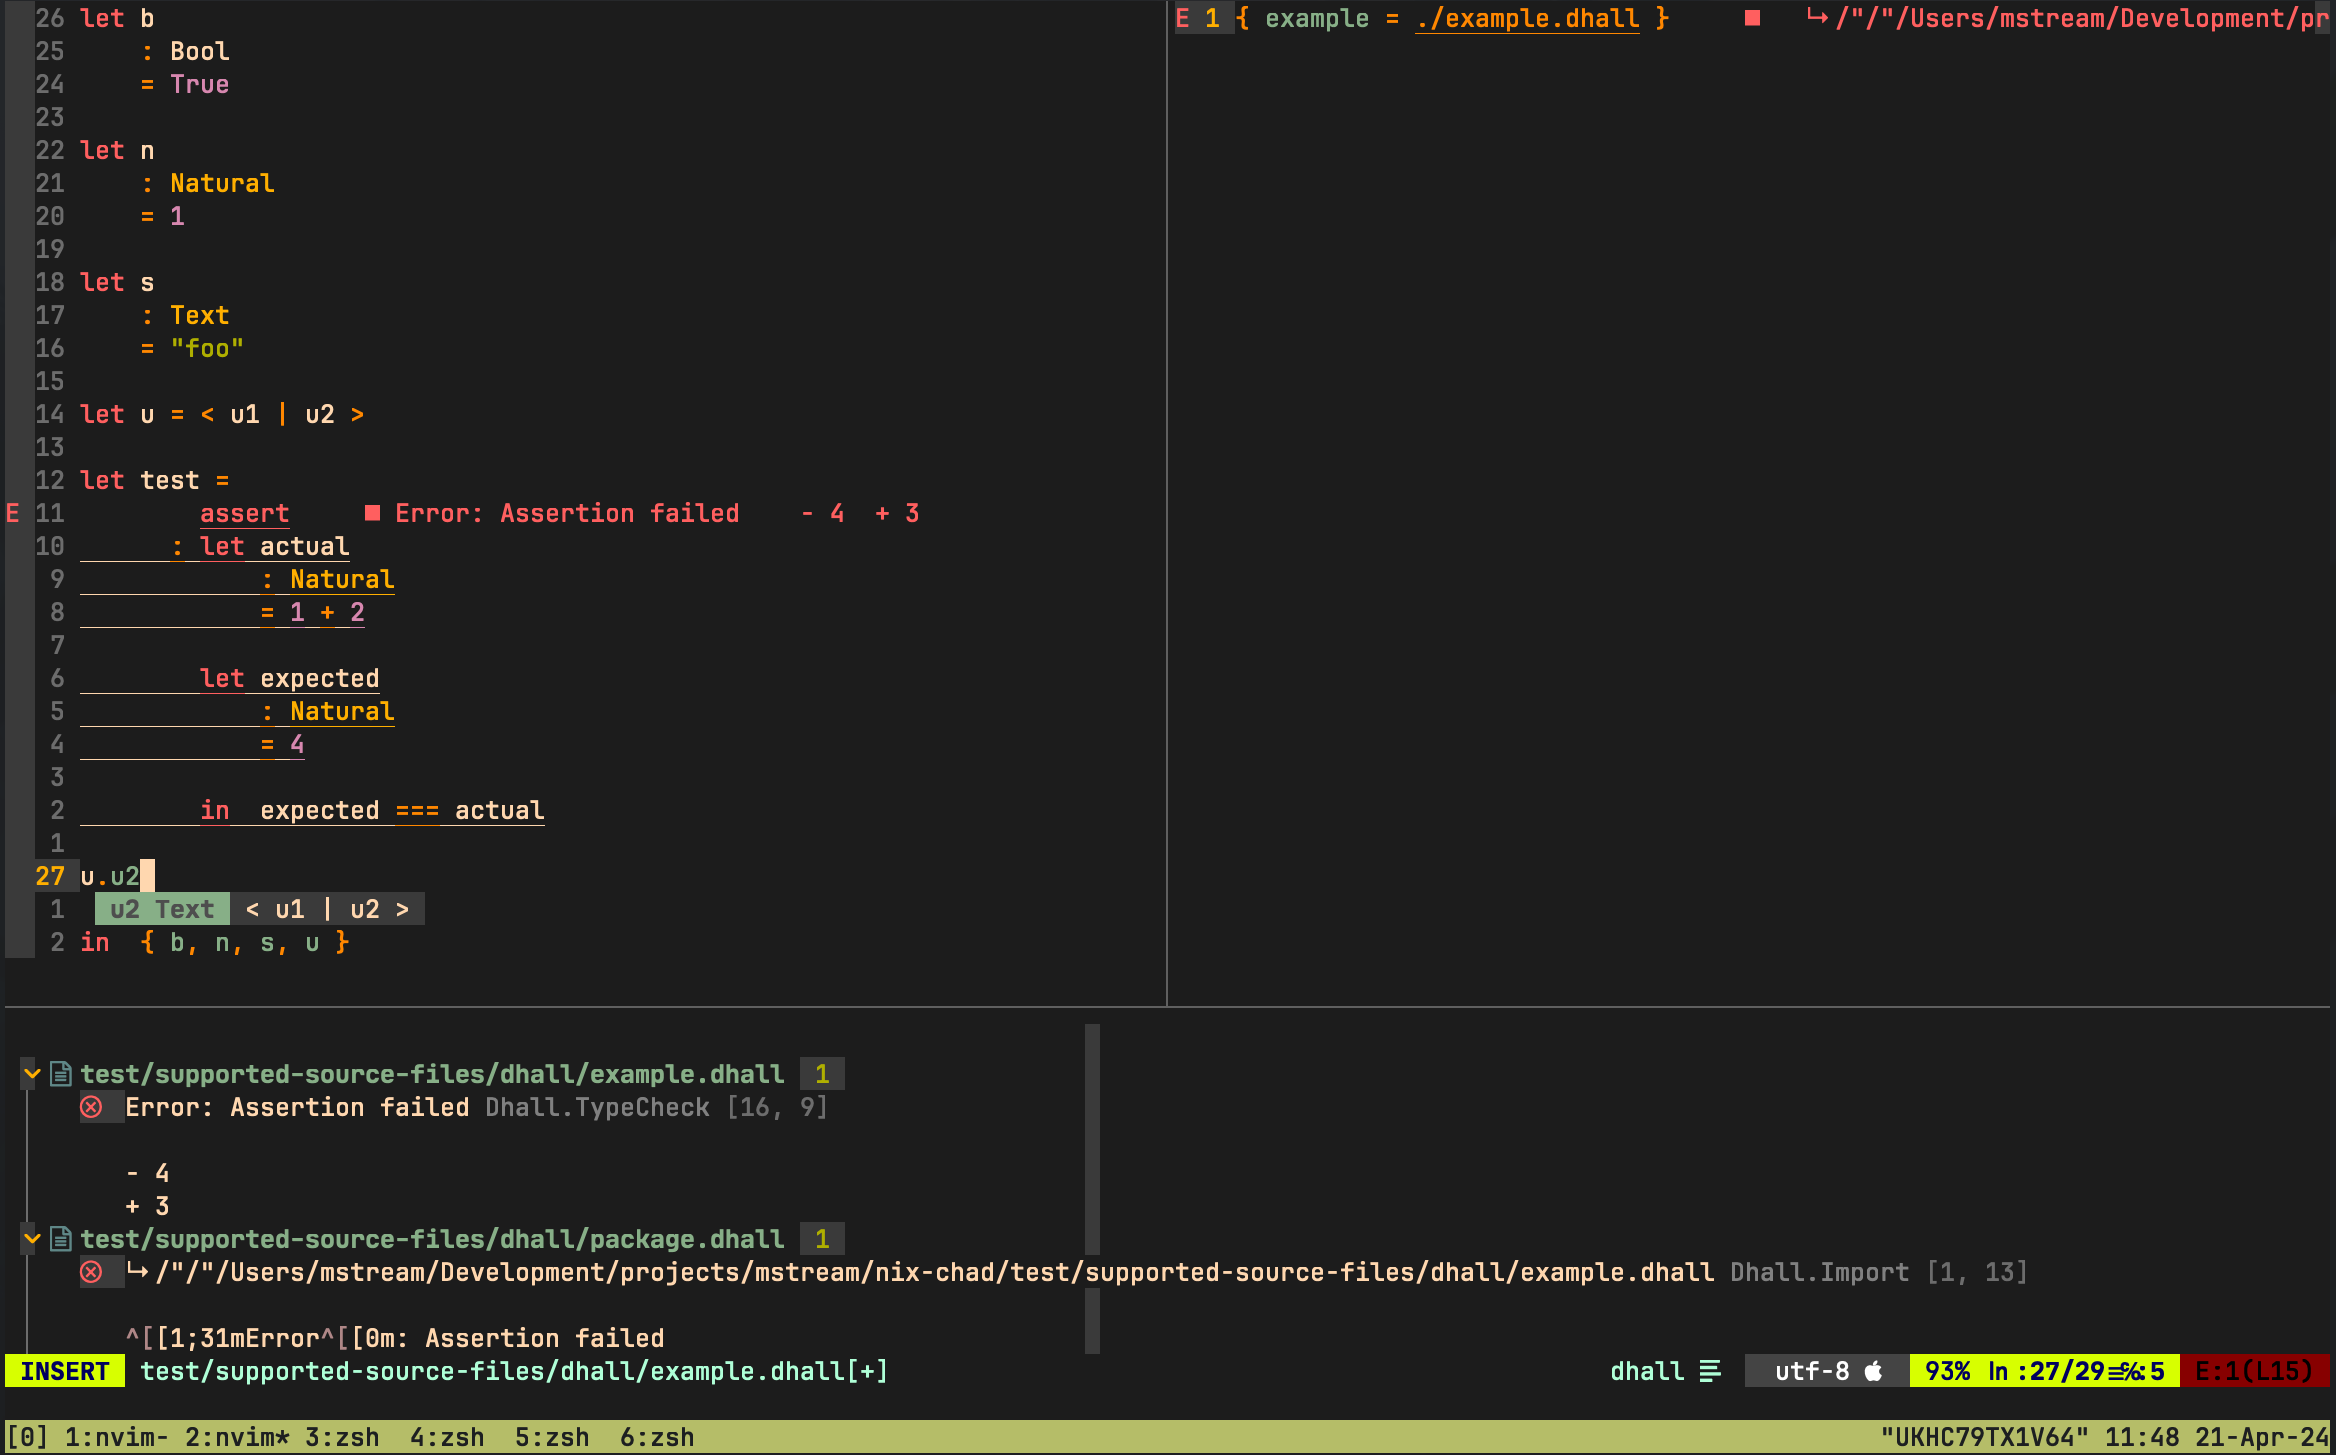 26 let b
25     : Bool
24     = True
23
22 let n
21     : Natural
20     = 1
19
18 let s
17     : Text
16     = "foo"
15
14 let u = < u1 | u2 >
13
12 let test =
E 11         assert     ■ Error: Assertion failed    - 4  + 3
10       : let actual
9             : Natural
8             = 1 + 2
7
6         let expected
5             : Natural
4             = 4
3
2         in  expected === actual
1
27 u.u2
1  u2 Text  < u1 | u2 >
2 in  { b, n, s, u }
E 1 { example = ./example.dhall }     ■   ↳ /"/"/Users/mstream/Development/pr
test/supported-source-files/dhall/example.dhall  1
Error: Assertion failed Dhall.TypeCheck [16, 9]
- 4
+ 3
test/supported-source-files/dhall/package.dhall  1
↳ /"/"/Users/mstream/Development/projects/mstream/nix-chad/test/supported-source-files/dhall/example.dhall Dhall.Import [1, 13]
^[[1;31mError^[[0m: Assertion failed
INSERT  test/supported-source-files/dhall/example.dhall[+]  dhall  utf-8  93% ln :27/29≡℅:5  E:1(L15)
[0] 1:nvim- 2:nvim* 3:zsh  4:zsh  5:zsh  6:zsh  "UKHC79TX1V64" 11:48 21-Apr-24